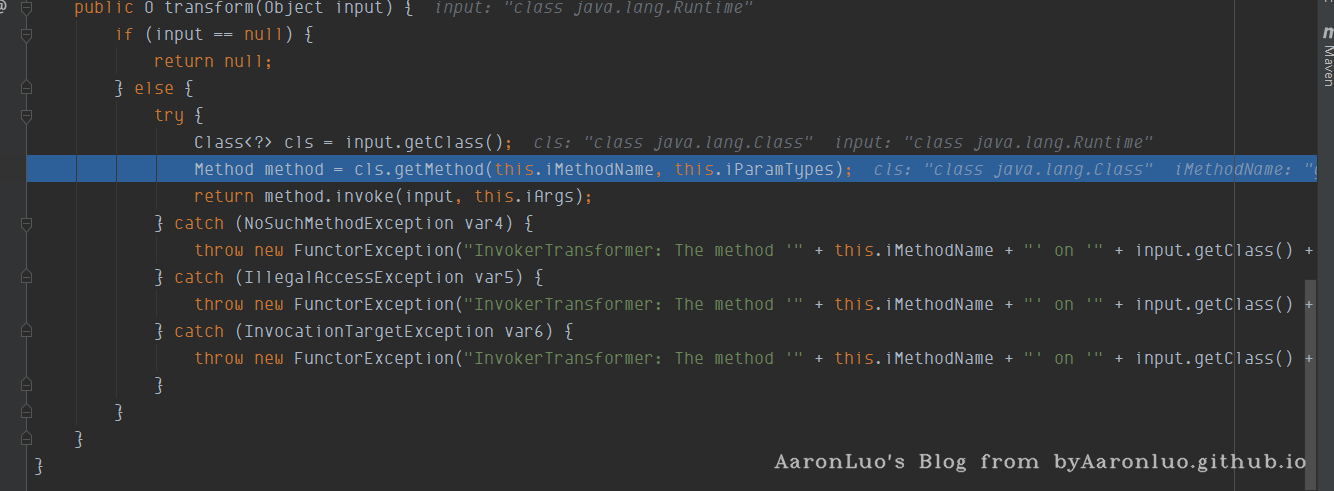 public O transform(Object input) {  input: "class java.lang.Runtime"
if (input == null) {
return null;
} else {
try {
Class<?> cls = input.getClass();  cls: "class java.lang.Class"  input: "class java.lang.Runtime"
Method method = cls.getMethod(this.iMethodName, this.iParamTypes);  cls: "class java.lang.Class"  iMethodName: "g
return method.invoke(input, this.iArgs);
} catch (NoSuchMethodException var4) {
throw new FunctorException("InvokerTransformer: The method '" + this.iMethodName + "' on '" + input.getClass() +
} catch (IllegalAccessException var5) {
throw new FunctorException("InvokerTransformer: The method '" + this.iMethodName + "' on '" + input.getClass() +
} catch (InvocationTargetException var6) {
throw new FunctorException("InvokerTransformer: The method '" + this.iMethodName + "' on '" + input.getClass() +
}
}
}
}
m
Maven
AaronLuo's Blog from byAaronluo.github.io